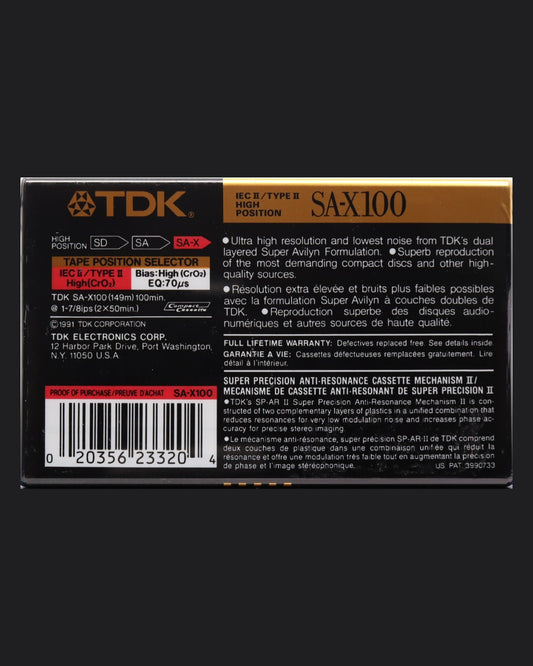 TDK®
IEC II/TYPE II
HIGH
POSITION
SA-X100
HIGH
POSITION
SD
SA
SA-X
TAPE POSITION SELECTOR
IEC II/TYPE II
High(CrO₂)
Bias:High(CrO₂)
EQ:70μs
TDK SA-X100 (149m) 100min.
@ 1-7/8ips (2×50min.)
Compact
Cassette
©1991 TDK CORPORATION
TDK ELECTRONICS CORP.
12 Harbor Park Drive, Port Washington,
N.Y. 11050 U.S.A.
PROOF OF PURCHASE/PREUVE D'ACHAT SA-X100
0 20356 23320 4
●Ultra high resolution and lowest noise from TDK's dual
layered Super Avilyn Formulation. ●Superb reproduction
of the most demanding compact discs and other high-
quality sources.
●Résolution extra élevée et bruits plus faibles possibles
avec la formulation Super Avilyn à couches doubles de
TDK. ●Reproduction superbe des disques audio-
numériques et autres sources de haute qualité.
FULL LIFETIME WARRANTY: Defectives replaced free. See details inside.
GARANTIE A VIE: Cassettes défectueuses remplacées gratuitement. Lire
détail à l'intérieur.
SUPER PRECISION ANTI-RESONANCE CASSETTE MECHANISM II/
MECANISME DE CASSETTE ANTI-RESONANT DE SUPER PRECISION II
●TDK's SP-AR II Super Precision Anti-Resonance Mechanism II is con-
structed of two complementary layers of plastics in a unified combination that
reduces resonances for very low modulation noise and increases phase ac-
curacy for precise stereo imaging.
●Le mécanisme anti-résonance, super précision SP-AR II de TDK comprend
deux couches de plastique dans une combinaison unifiée qui réduit la
résonance et offre une modulation très faible tout en augmentant la précision
de phase et l'image stéréophonique.
US PAT. 3990733